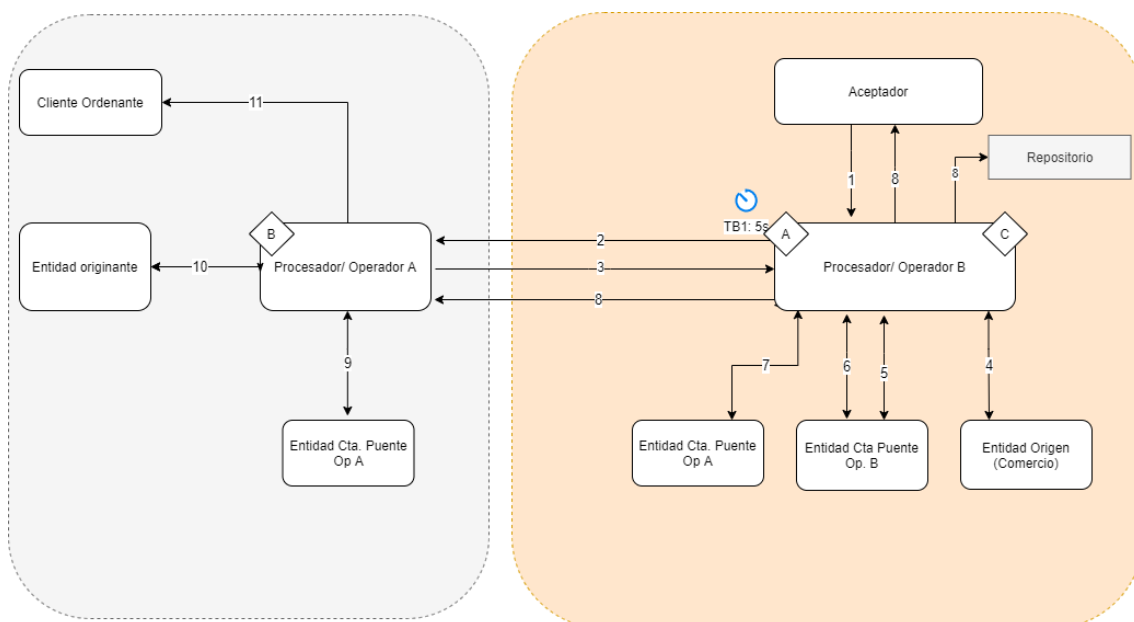 Cliente Ordenante
11
Aceptador
Repositorio
1
8
8
TB1: 5s
B
A
C
2
Entidad originante
10
Procesador/ Operador A
3
Procesador/ Operador B
8
9
7
6
5
4
Entidad Cta. Puente
Op A
Entidad Cta. Puente
Op A
Entidad Cta Puente
Op. B
Entidad Origen
(Comercio)